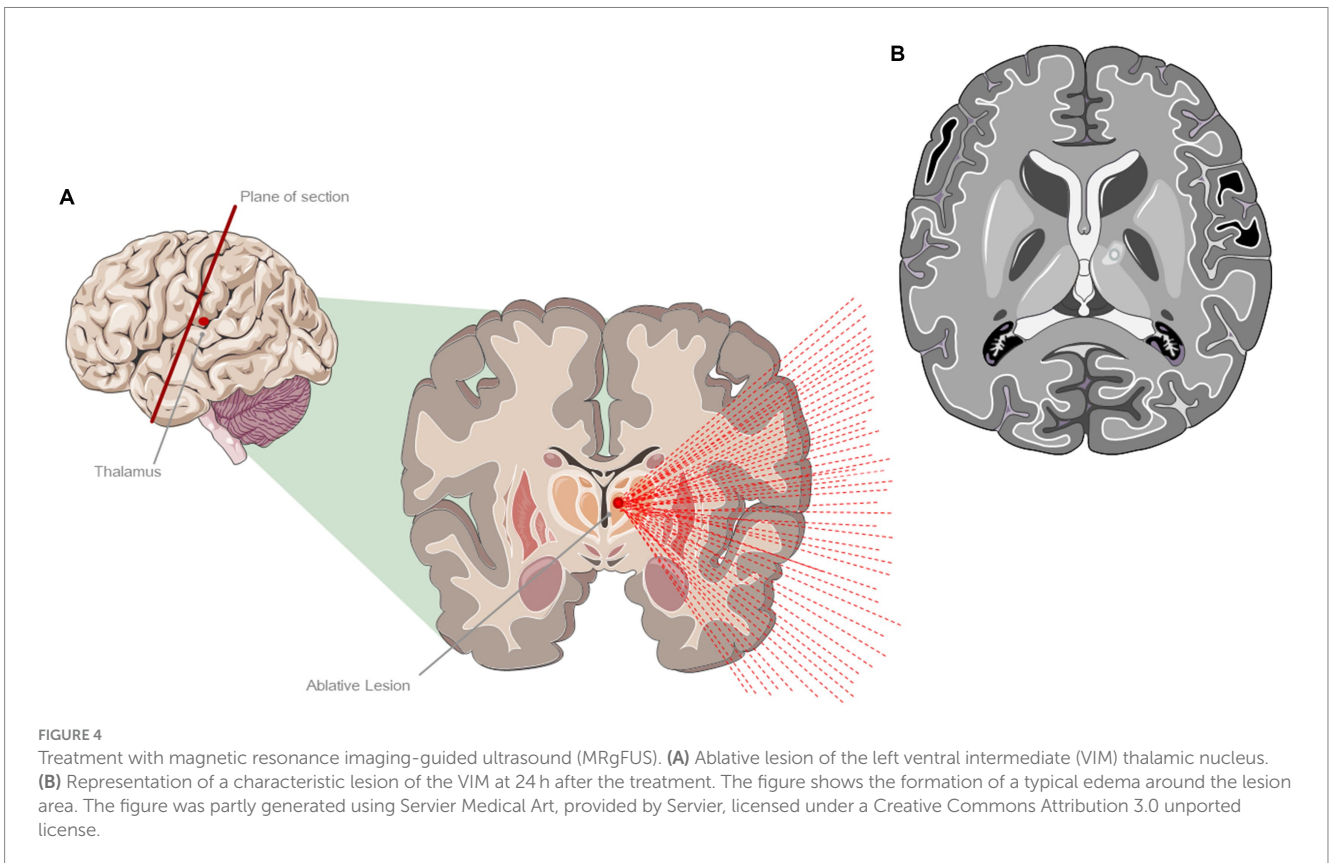 B
A
Plane of section
Thalamus
Ablative Lesion
FIGURE 4
Treatment with magnetic resonance imaging-guided ultrasound (MRgFUS). (A) Ablative lesion of the left ventral intermediate (VIM) thalamic nucleus.
(B) Representation of a characteristic lesion of the VIM at 24 h after the treatment. The figure shows the formation of a typical edema around the lesion
area. The figure was partly generated using Servier Medical Art, provided by Servier, licensed under a Creative Commons Attribution 3.0 unported
license.